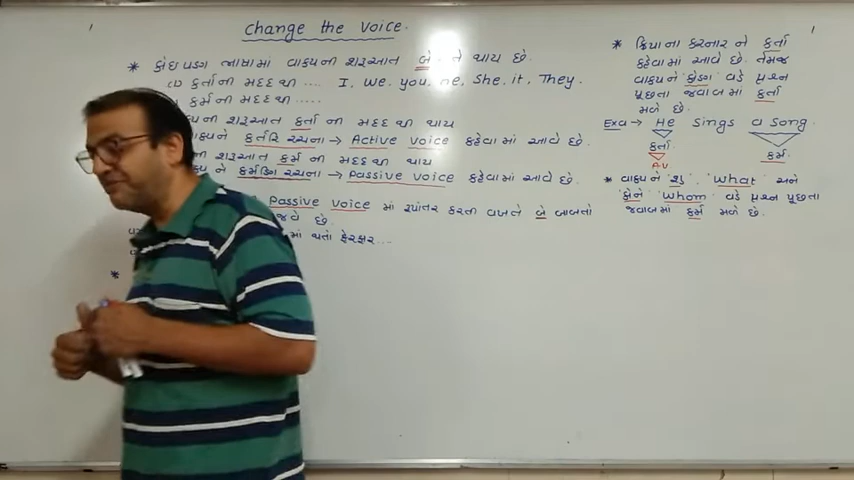 Change the Voice.
* કોઇપણ ભાષામાં વાક્યની શરૂઆત બે તે થાય છે.
(1) કર્તાની મદદથી .... I, we, you, he, She, it, They.
કર્મની મદદથી .....
ની શરૂઆત કર્તા ની મદદથી થાય
વાક્યને કર્તરિ રચના → Active voice કહેવામાં આવે છે.
ની શરૂઆત કર્મ ની મદદથી થાય
કર્મણિ રચના → Passive voice કહેવામાં આવે છે.
Passive voice માં રૂપાંતર કરતી વખતે બે બાબતો
છે
માં થતાં ફેરફાર...
*
* ક્રિયાના કરનાર ને કર્તા
કહેવામાં આવે છે. તેમજ
વાક્યને 'કોણ' વડે પ્રશ્ન
પૂછતા જવાબમાં કર્તા
મળે છે.
Exa → He sings a song
કર્તા
કર્મ.
A.V
* વાક્યને 'શું' 'What' અને
'કોને' 'Whom' વડે પ્રશ્ન પૂછતા
જવાબમાં કર્મ મળે છે.